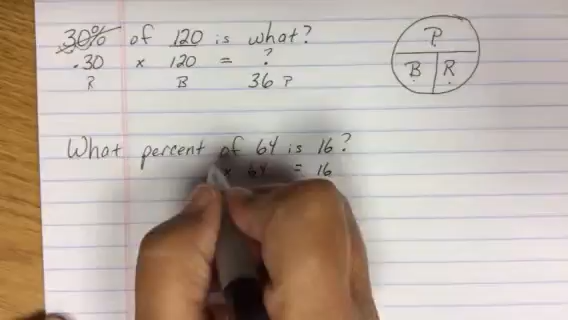 30% of 120 is what?
.30 x 120 = ?
R B 36 P
P
B R
What percent of 64 is 16?
x 64 = 16